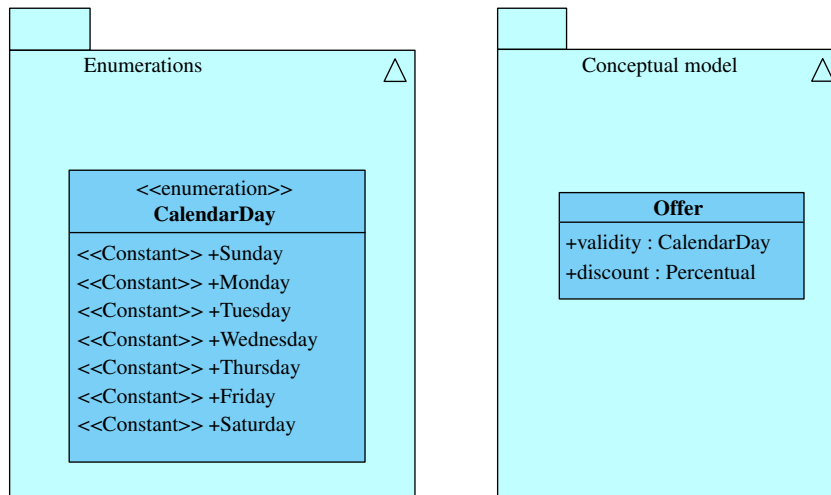 Enumerations
<<enumeration>>
CalendarDay
<<Constant>> +Sunday
<<Constant>> +Monday
<<Constant>> +Tuesday
<<Constant>> +Wednesday
<<Constant>> +Thursday
<<Constant>> +Friday
<<Constant>> +Saturday
Conceptual model
Offer
+validity : CalendarDay
+discount : Percentual